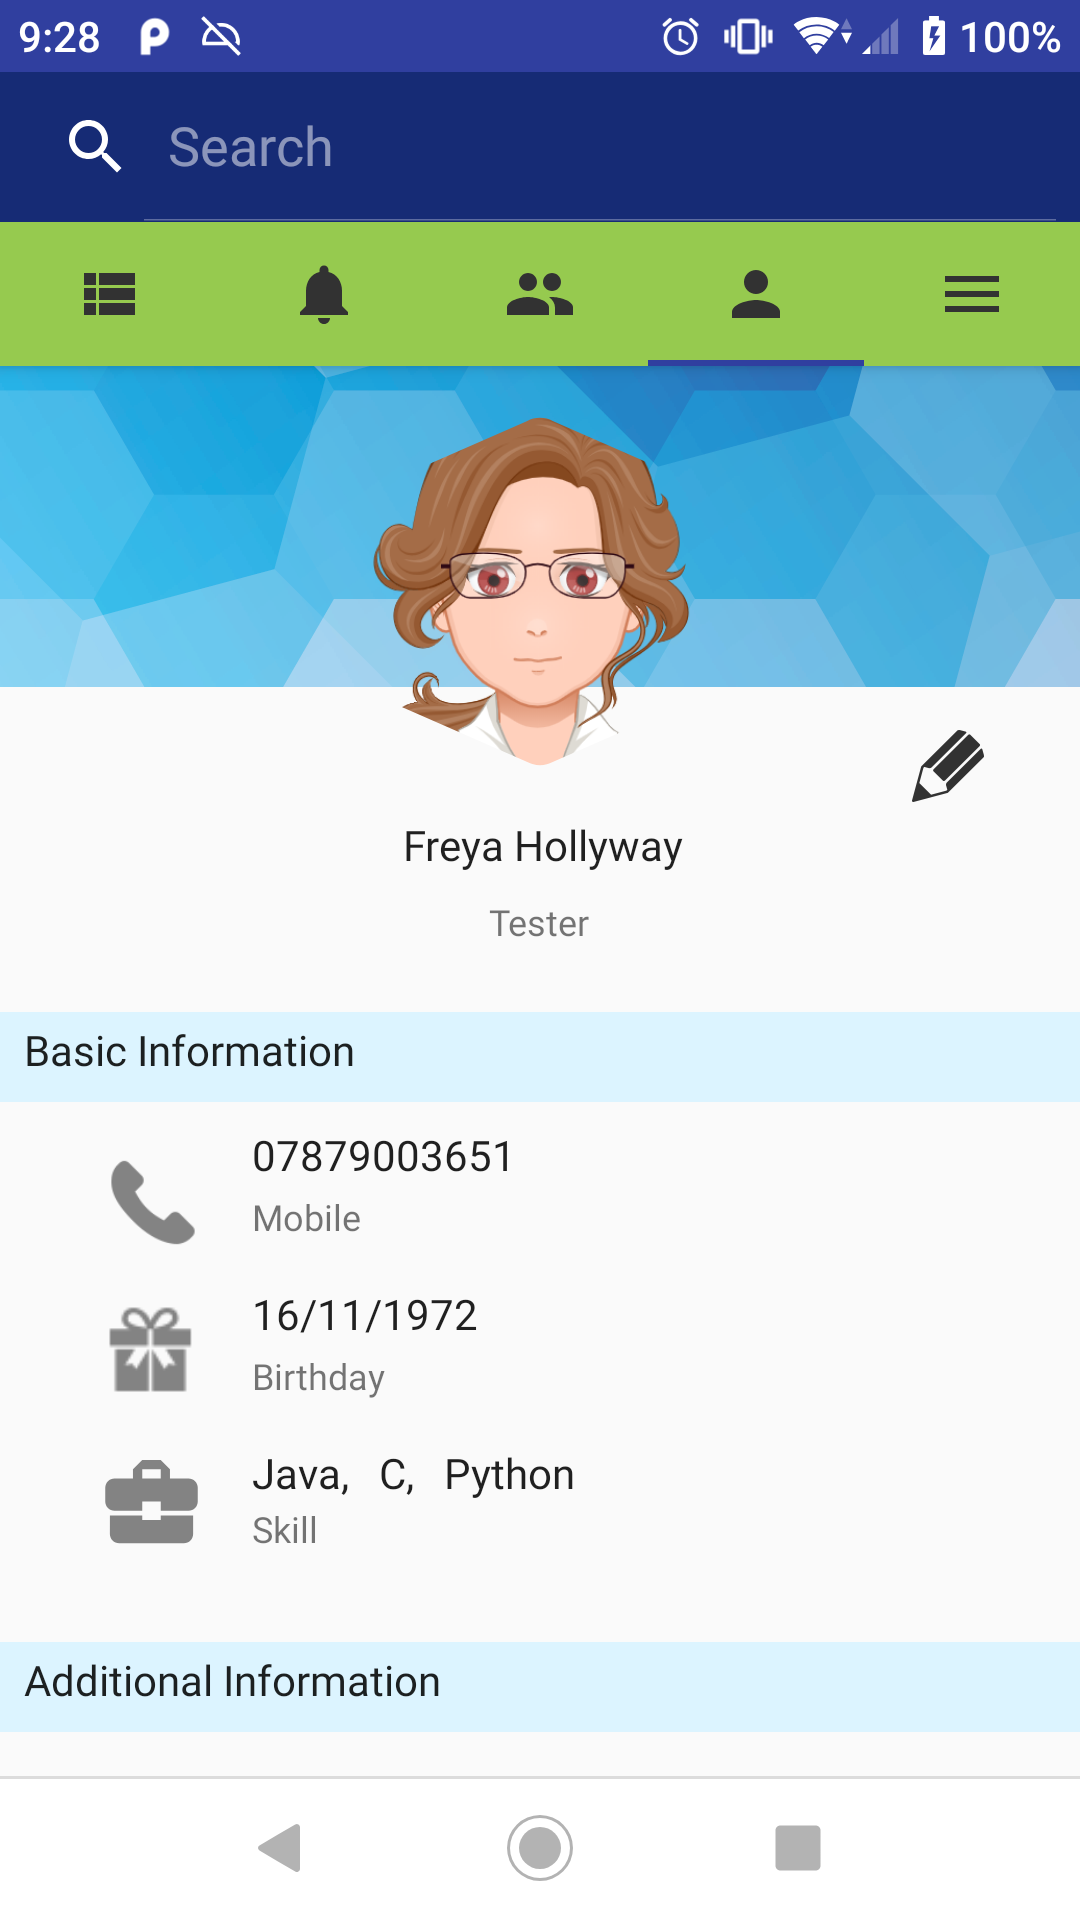 9:28 100%
Search
Freya Hollyway
Tester
Basic Information
07879003651
Mobile
16/11/1972
Birthday
Java, C, Python
Skill
Additional Information